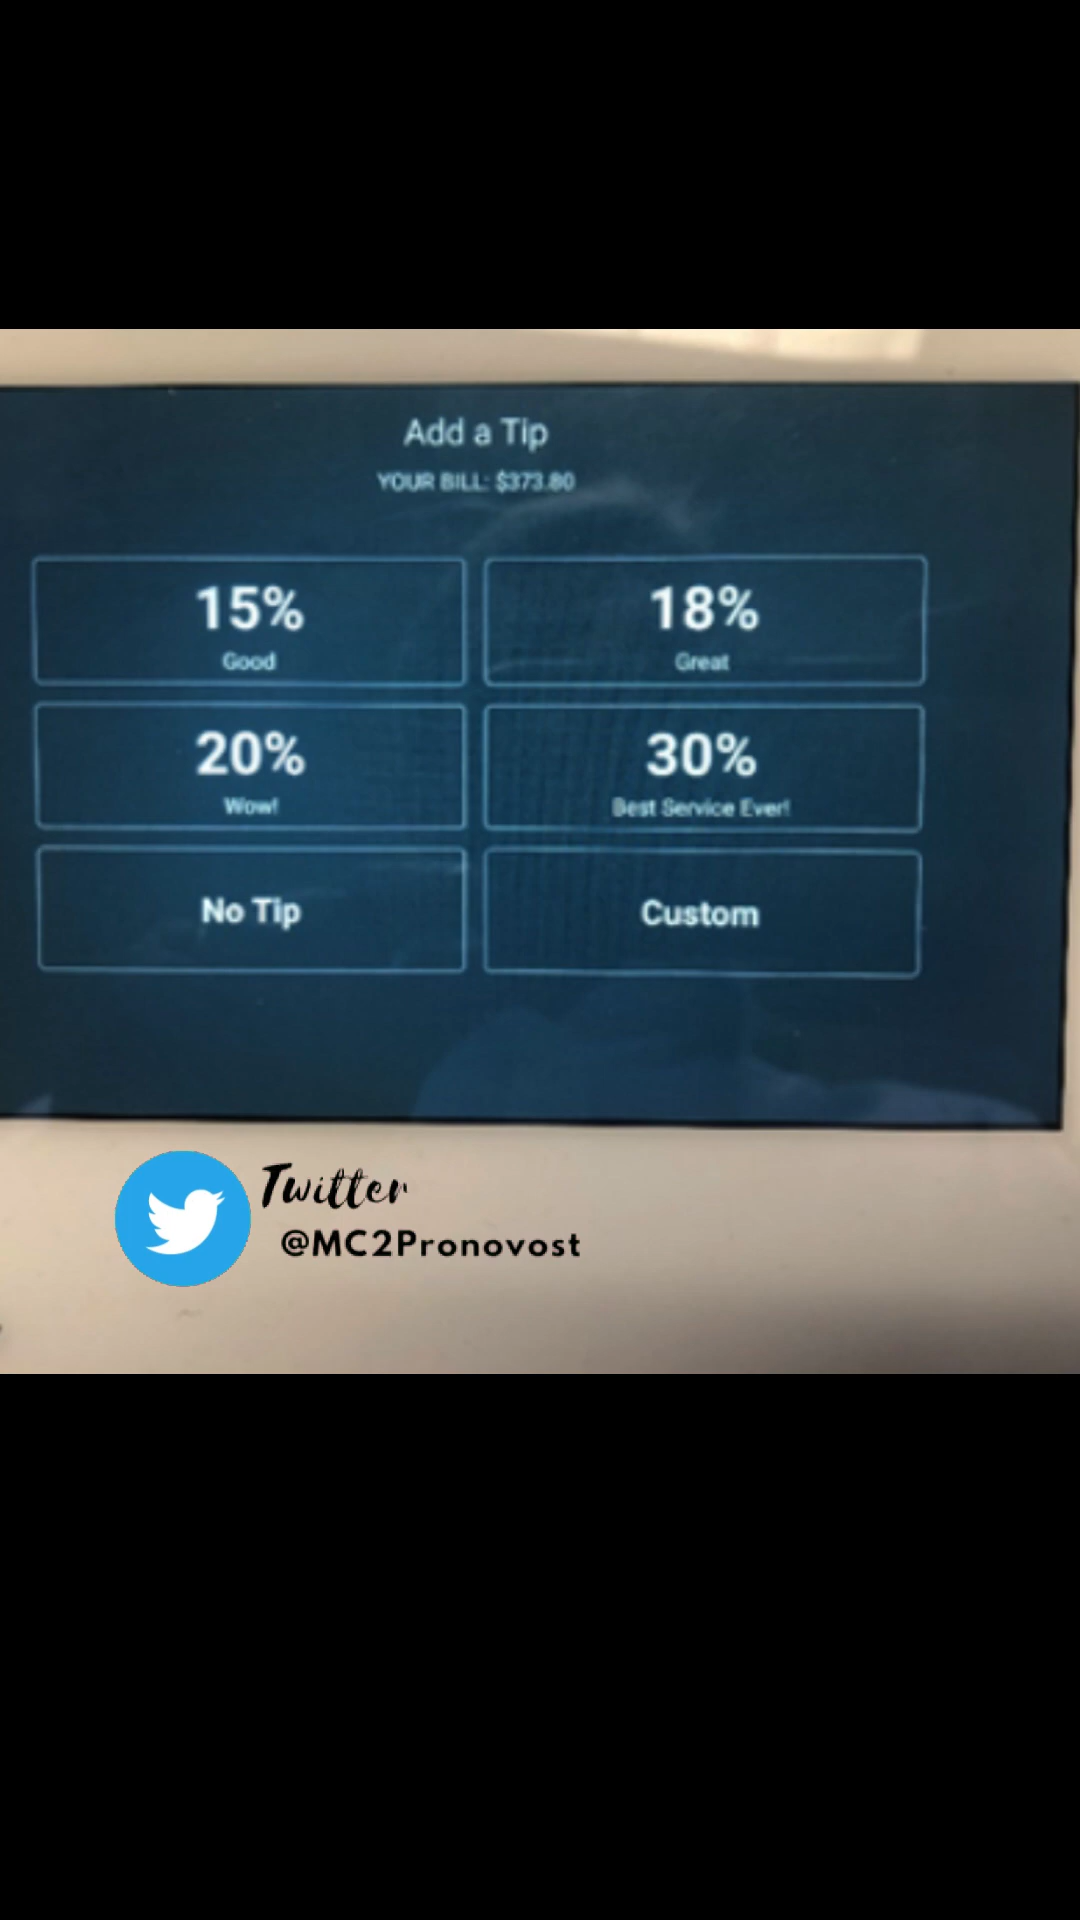 Add a Tip
YOUR BILL: $373.80
15%
Good
18%
Great
20%
Wow!
30%
Best Service Ever!
No Tip
Custom
Twitter
@MC2Pronovost